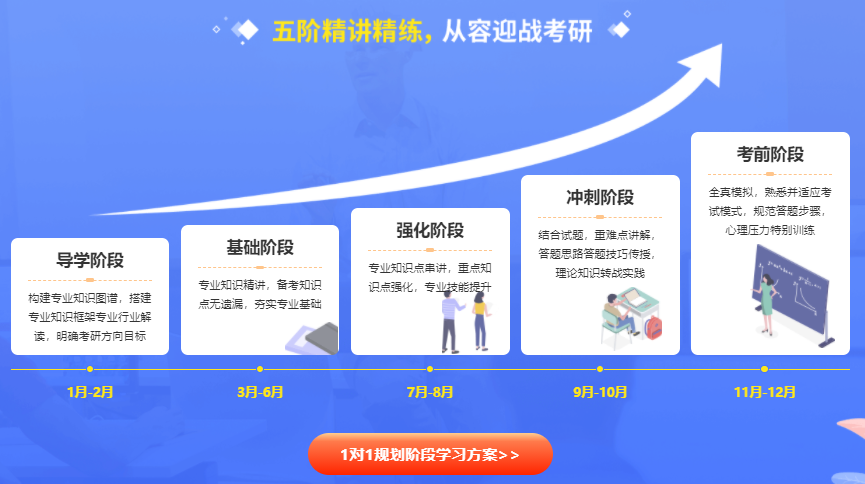 五阶精讲精练，从容迎战考研
导学阶段
构建专业知识图谱，搭建
专业知识框架专业行业解
读，明确考研方向目标
基础阶段
专业知识精讲，备考知识
点无遗漏，夯实专业基础
强化阶段
专业知识点串讲，重点知
识点强化，专业技能提升
冲刺阶段
结合试题，重难点讲解，
答题思路答题技巧传授，
理论知识转战实践
考前阶段
全真模拟，熟悉并适应考
试模式，规范答题步骤，
心理压力特别训练
1月-2月
3月-6月
7月-8月
9月-10月
11月-12月
1对1规划阶段学习方案>>